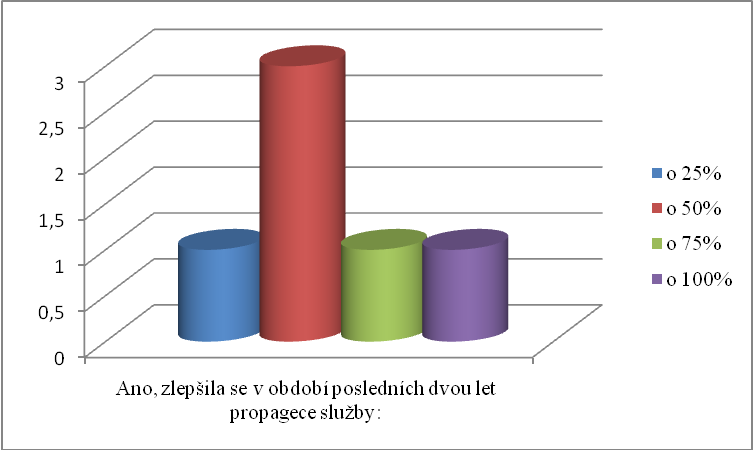 3
2,5
2
1,5
1
0,5
0
Ano, zlepšila se v období posledních dvou let
propagece služby:
o 25%
o 50%
o 75%
o 100%